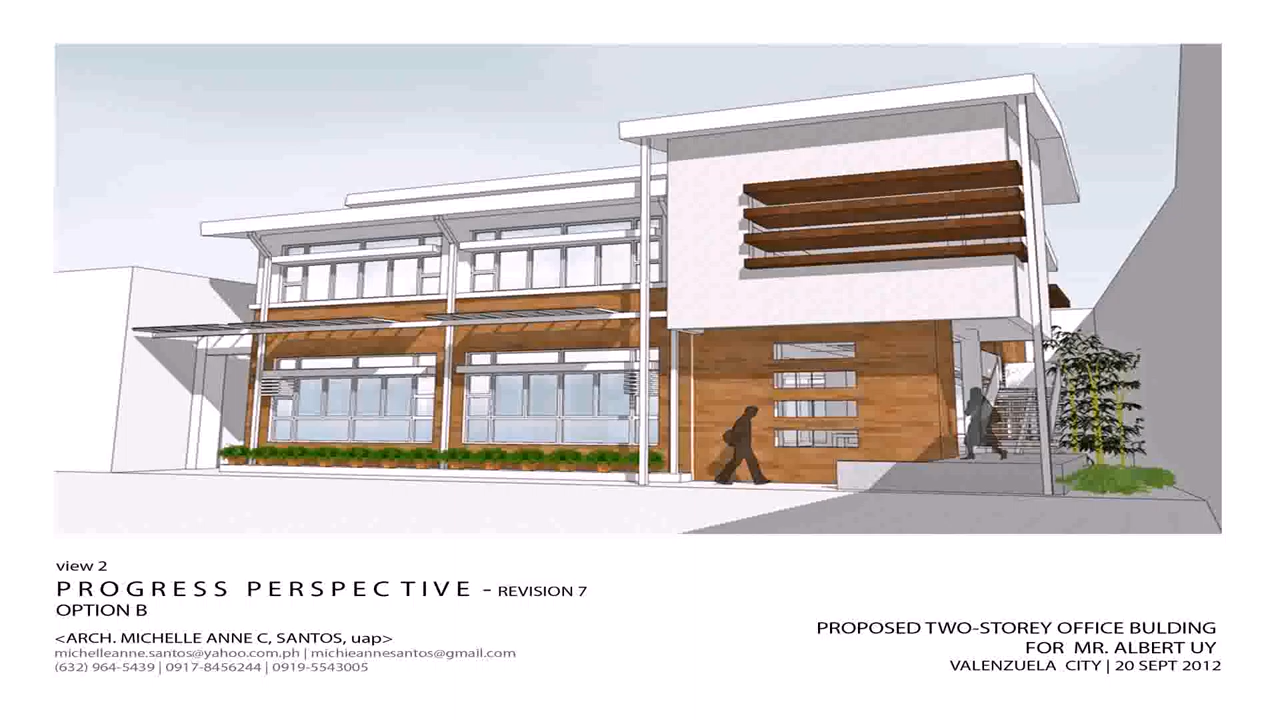 view 2
PROGRESS PERSPECTIVE - REVISION 7
OPTION B
<ARCH. MICHELLE ANNE C, SANTOS, uap>
michelleanne.santos@yahoo.com.ph | michieannesantos@gmail.com
(632) 964-5439 | 0917-8456244 | 0919-5543005
PROPOSED TWO-STOREY OFFICE BULDING
FOR MR. ALBERT UY
VALENZUELA CITY | 20 SEPT 2012